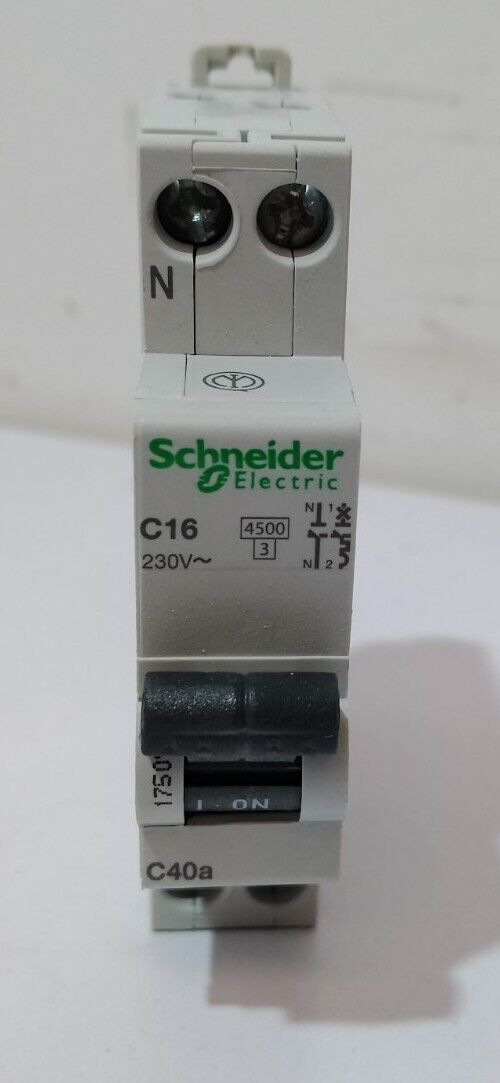 N
Schneider
Electric
C16
4500
3
230V~
N 1
N 2
1750
I · ON
C40a